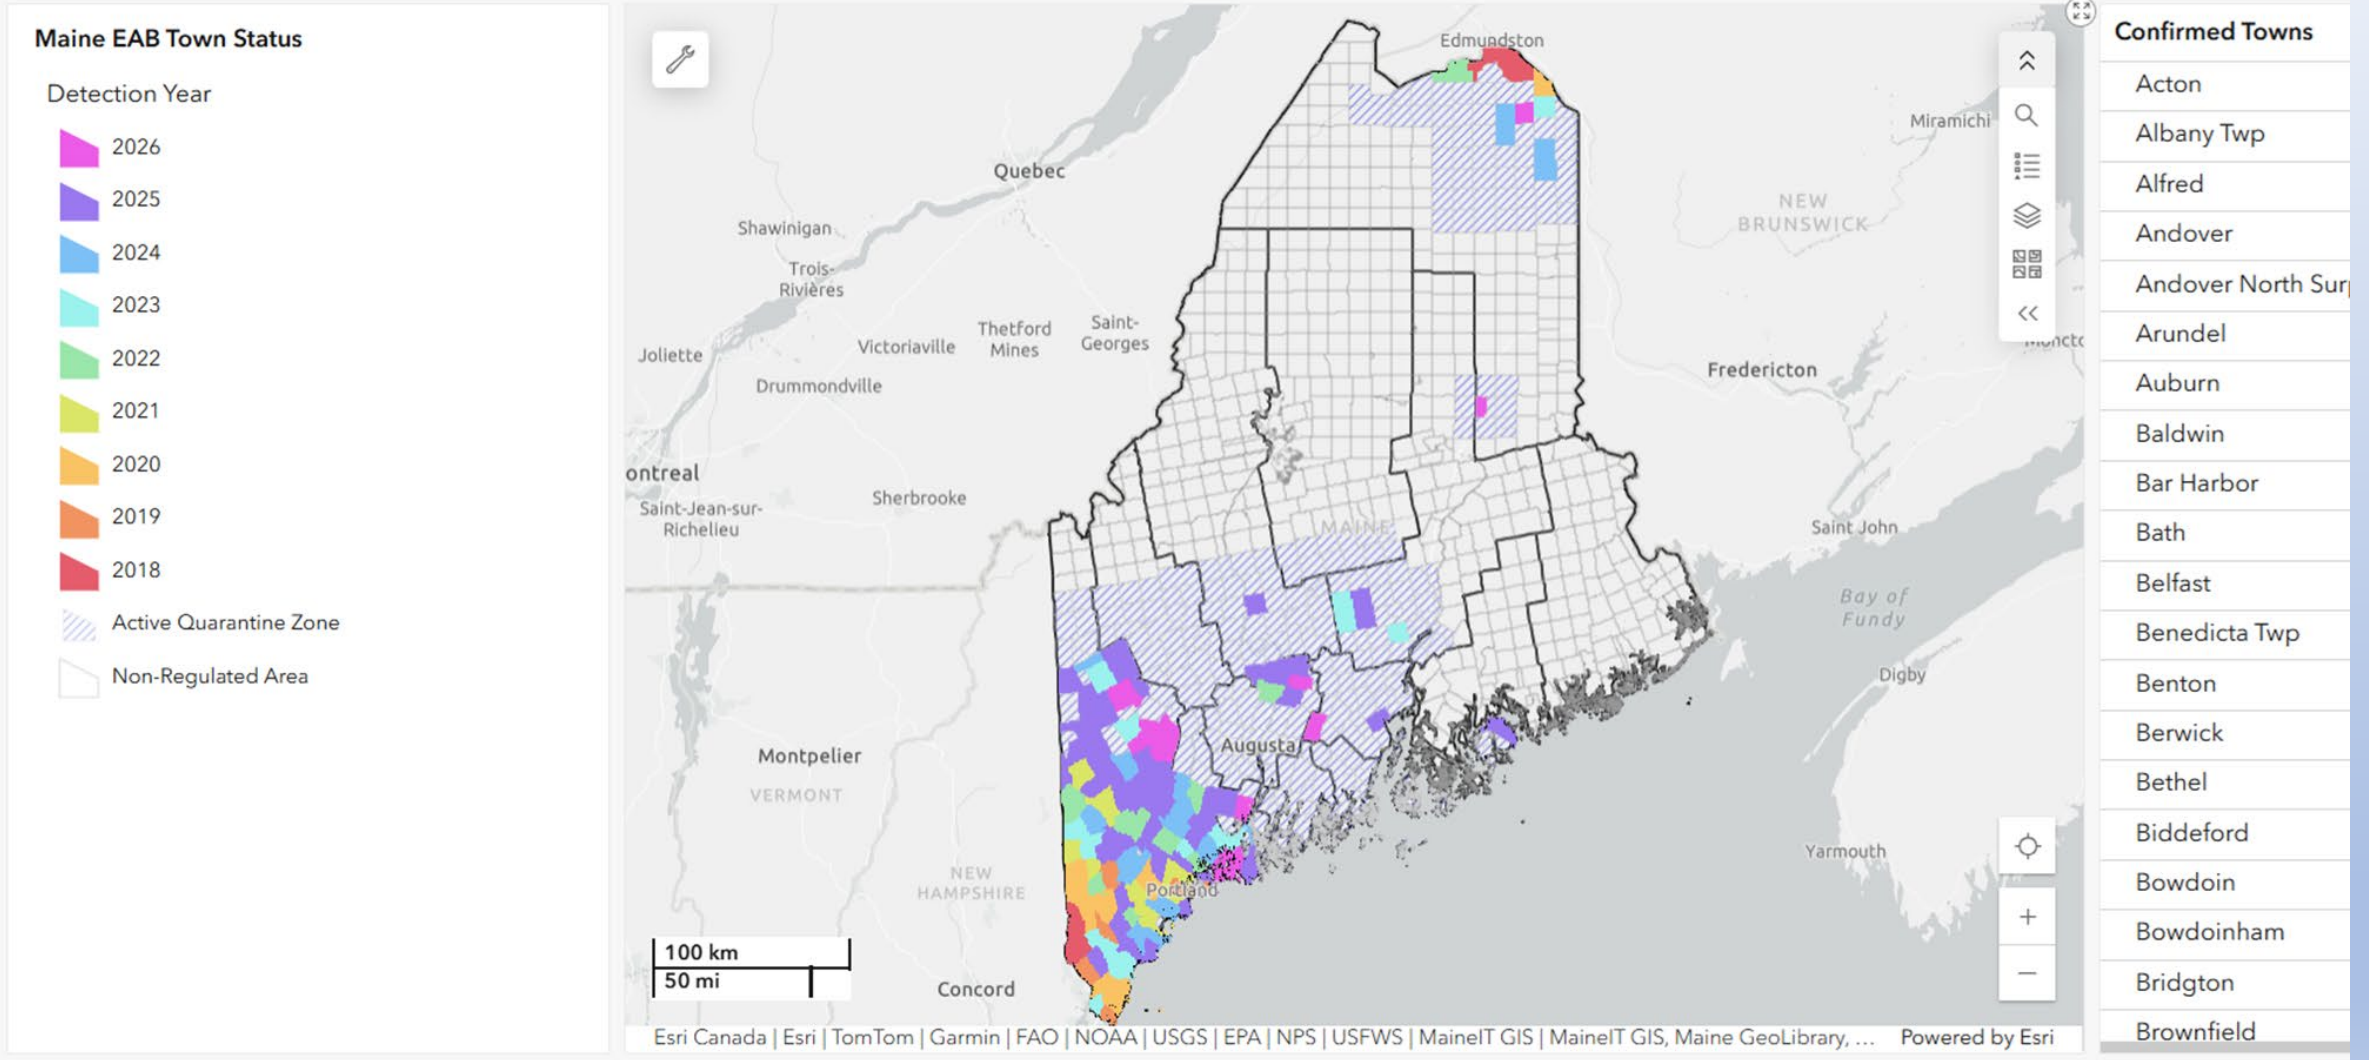 Maine EAB Town Status
Detection Year
2026
2025
2024
2023
2022
2021
2020
2019
2018
Active Quarantine Zone
Non-Regulated Area
Edmundston
Miramichi
Quebec
NEW
BRUNSWICK
Shawinigan
Trois-
Rivières
Thetford
Mines
Saint-
Georges
Victoriaville
Joliette
Drummondville
Fredericton
ontreal
Sherbrooke
Saint-Jean-sur-
Richelieu
MAINE
Saint John
Bay of
Fundy
Digby
Augusta
Montpelier
VERMONT
Yarmouth
NEW
HAMPSHIRE
Portland
Concord
100 km
50 mi
Esri Canada | Esri | TomTom | Garmin | FAO | NOAA | USGS | EPA | NPS | USFWS | MaineIT GIS | MaineIT GIS, Maine GeoLibrary, ...
Powered by Esri
Confirmed Towns
Acton
Albany Twp
Alfred
Andover
Andover North Sur
Arundel
Auburn
Baldwin
Bar Harbor
Bath
Belfast
Benedicta Twp
Benton
Berwick
Bethel
Biddeford
Bowdoin
Bowdoinham
Bridgton
Brownfield